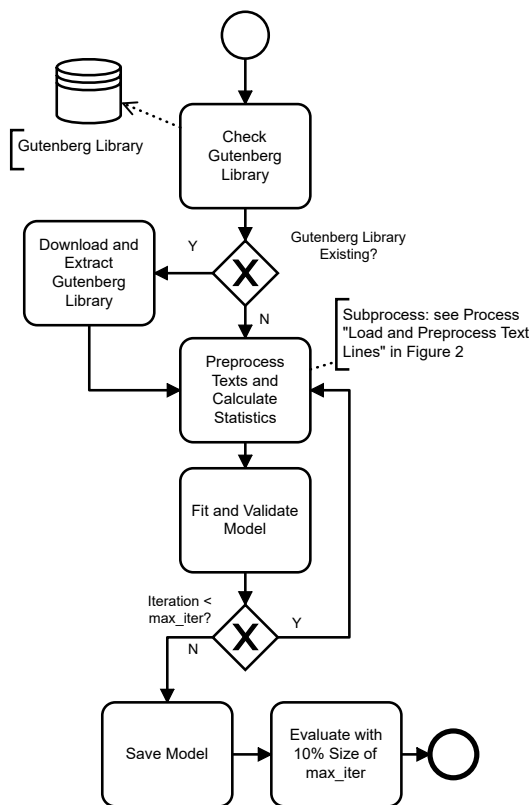 Check
Gutenberg
Library
Gutenberg Library
Gutenberg Library
Existing?
Y
N
Download and
Extract
Gutenberg
Library
Subprocess: see Process
"Load and Preprocess Text
Lines" in Figure 2
Preprocess
Texts and
Calculate
Statistics
Fit and Validate
Model
Iteration <
max_iter?
Y
N
Save Model
Evaluate with
10% Size of
max_iter